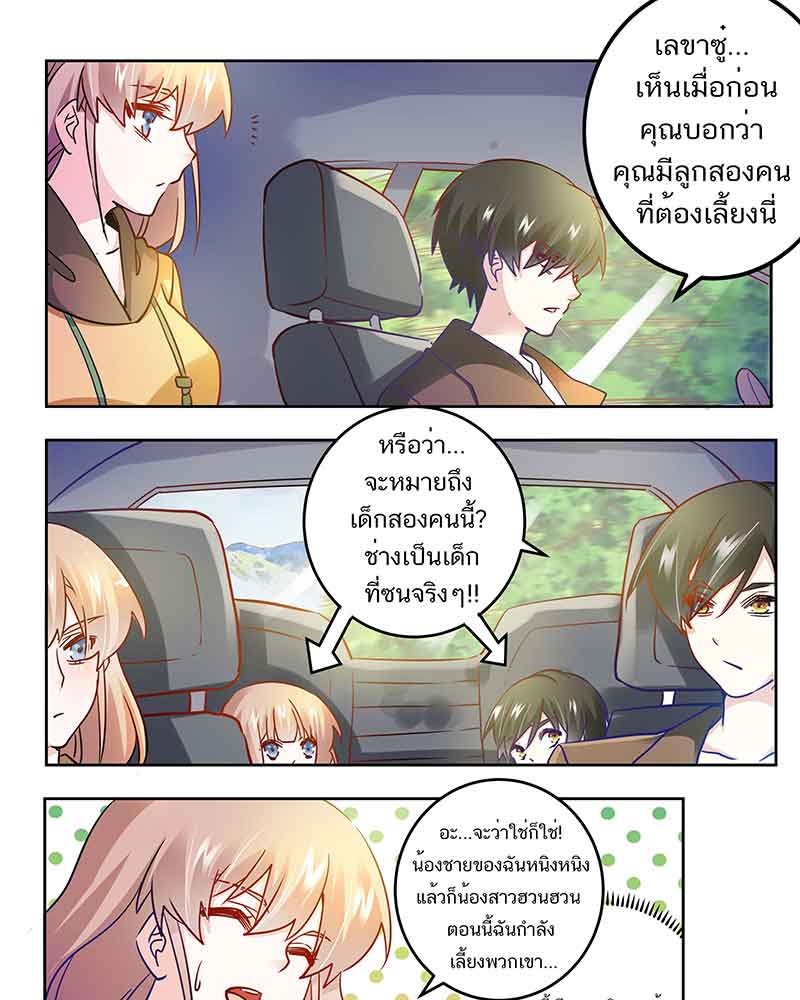 เลขาซู๋...
เห็นเมื่อก่อน
คุณบอกว่า
คุณมีลูกสองคน
ที่ต้องเลี้ยงนี่
หรือว่า...
จะหมายถึง
เด็กสองคนนี้?
ช่างเป็นเด็ก
ที่ซนจริงๆ!!
อะ...จะว่าใช่ก็ใช่!
น้องชายของฉันหนิงหนิง
แล้วก็น้องสาวฮวนฮวน
ตอนนี้ฉันกำลัง
เลี้ยงพวกเขา...